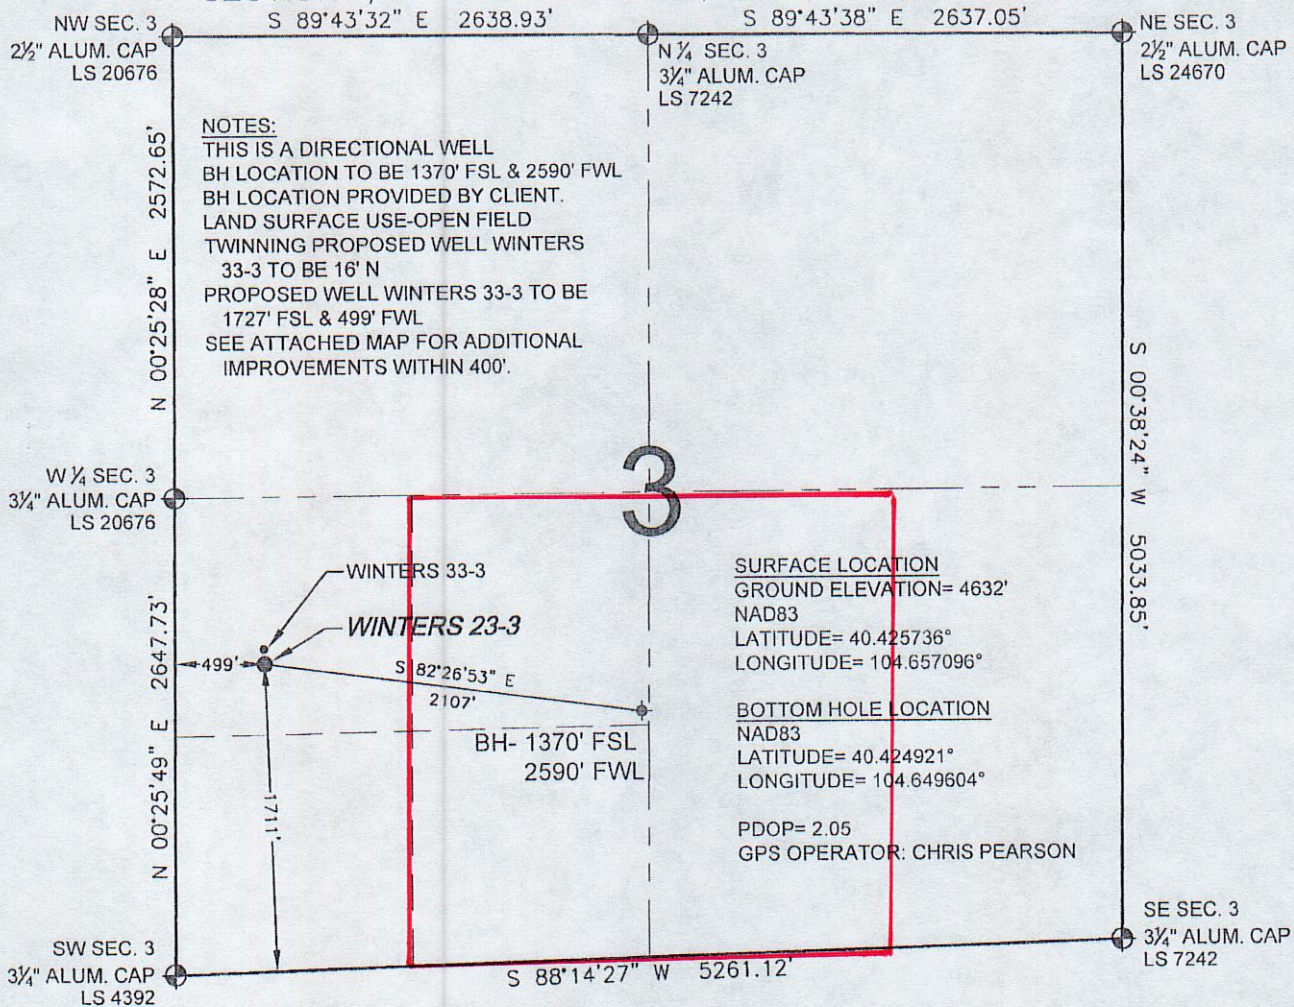 S 89°43'32" E 2638.93'
S 89°43'38" E 2637.05'
NW SEC. 3
2½" ALUM. CAP
LS 20676
N ¼ SEC. 3
3¼" ALUM. CAP
LS 7242
NE SEC. 3
2½" ALUM. CAP
LS 24670
NOTES:
THIS IS A DIRECTIONAL WELL
BH LOCATION TO BE 1370' FSL & 2590' FWL
BH LOCATION PROVIDED BY CLIENT.
LAND SURFACE USE-OPEN FIELD
TWINNING PROPOSED WELL WINTERS
33-3 TO BE 16' N
PROPOSED WELL WINTERS 33-3 TO BE
1727' FSL & 499' FWL
SEE ATTACHED MAP FOR ADDITIONAL
IMPROVEMENTS WITHIN 400'.
N 00°25'28" E 2572.65'
S 00°38'24" W 5033.85'
W ¼ SEC. 3
3¼" ALUM. CAP
LS 20676
3
WINTERS 33-3
WINTERS 23-3
499'
S 82°26'53" E
2107'
BH- 1370' FSL
2590' FWL
1711'
N 00°25'49" E 2647.73'
SURFACE LOCATION
GROUND ELEVATION= 4632'
NAD83
LATITUDE= 40.425736°
LONGITUDE= 104.657096°
BOTTOM HOLE LOCATION
NAD83
LATITUDE= 40.424921°
LONGITUDE= 104.649604°
PDOP= 2.05
GPS OPERATOR: CHRIS PEARSON
SW SEC. 3
3¼" ALUM. CAP
LS 4392
S 88°14'27" W 5261.12'
SE SEC. 3
3¼" ALUM. CAP
LS 7242